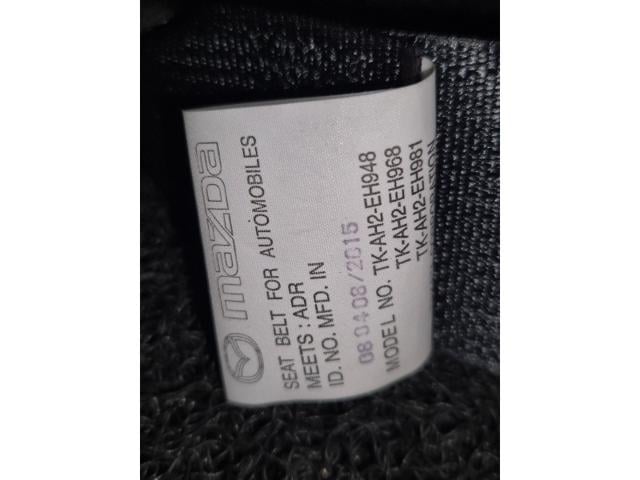 mazda
SEAT BELT FOR AUTOMOBILES
MEETS : ADR
ID. NO. MFD. IN
08 04 08/2015
MODEL NO. TK-AH2-EH948
TK-AH2-EH968
TK-AH2-EH981